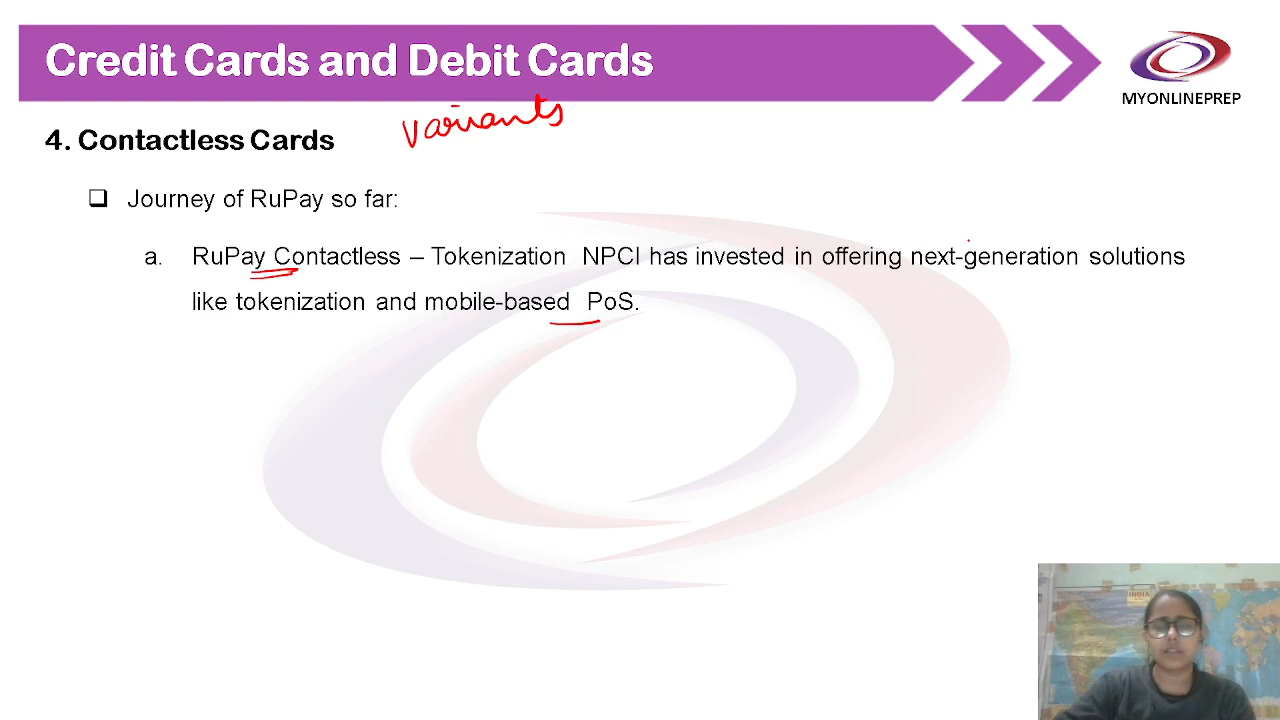 Credit Cards and Debit Cards
MYONLINEPREP
variants
4. Contactless Cards
❑ Journey of RuPay so far:
a. RuPay Contactless – Tokenization NPCI has invested in offering next-generation solutions
like tokenization and mobile-based PoS.
INDIA